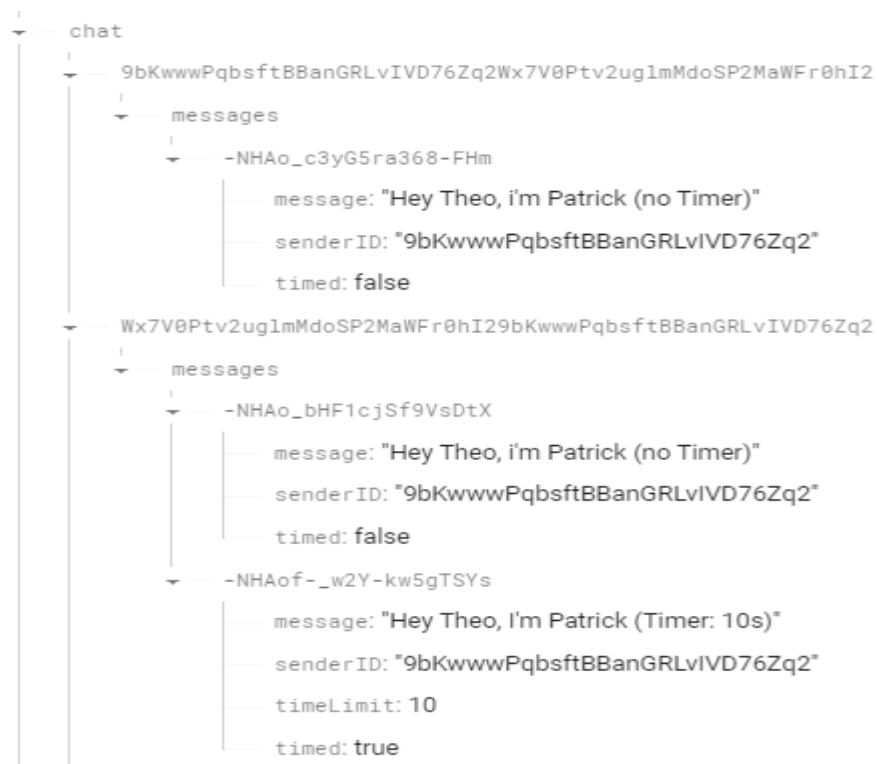 chat
9bKwwwPqbsftBBanGRLvIVD76Zq2Wx7V0Ptv2uglmMdoSP2MaWFr0hI2
messages
-NHAo_c3yG5ra368-FHm
message: "Hey Theo, i'm Patrick (no Timer)"
senderID: "9bKwwwPqbsftBBanGRLvIVD76Zq2"
timed: false
Wx7V0Ptv2uglmMdoSP2MaWFr0hI29bKwwwPqbsftBBanGRLvIVD76Zq2
messages
-NHAo_bHF1cjSf9VsDtX
message: "Hey Theo, i'm Patrick (no Timer)"
senderID: "9bKwwwPqbsftBBanGRLvIVD76Zq2"
timed: false
-NHAof-_w2Y-kw5gTSYs
message: "Hey Theo, I'm Patrick (Timer: 10s)"
senderID: "9bKwwwPqbsftBBanGRLvIVD76Zq2"
timeLimit: 10
timed: true